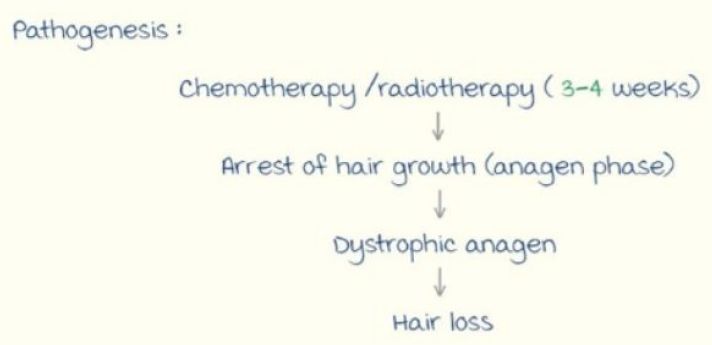 Pathogenesis :
Chemotherapy /radiotherapy ( 3-4 weeks)
↓
Arrest of hair growth (anagen phase)
↓
Dystrophic anagen
↓
Hair loss